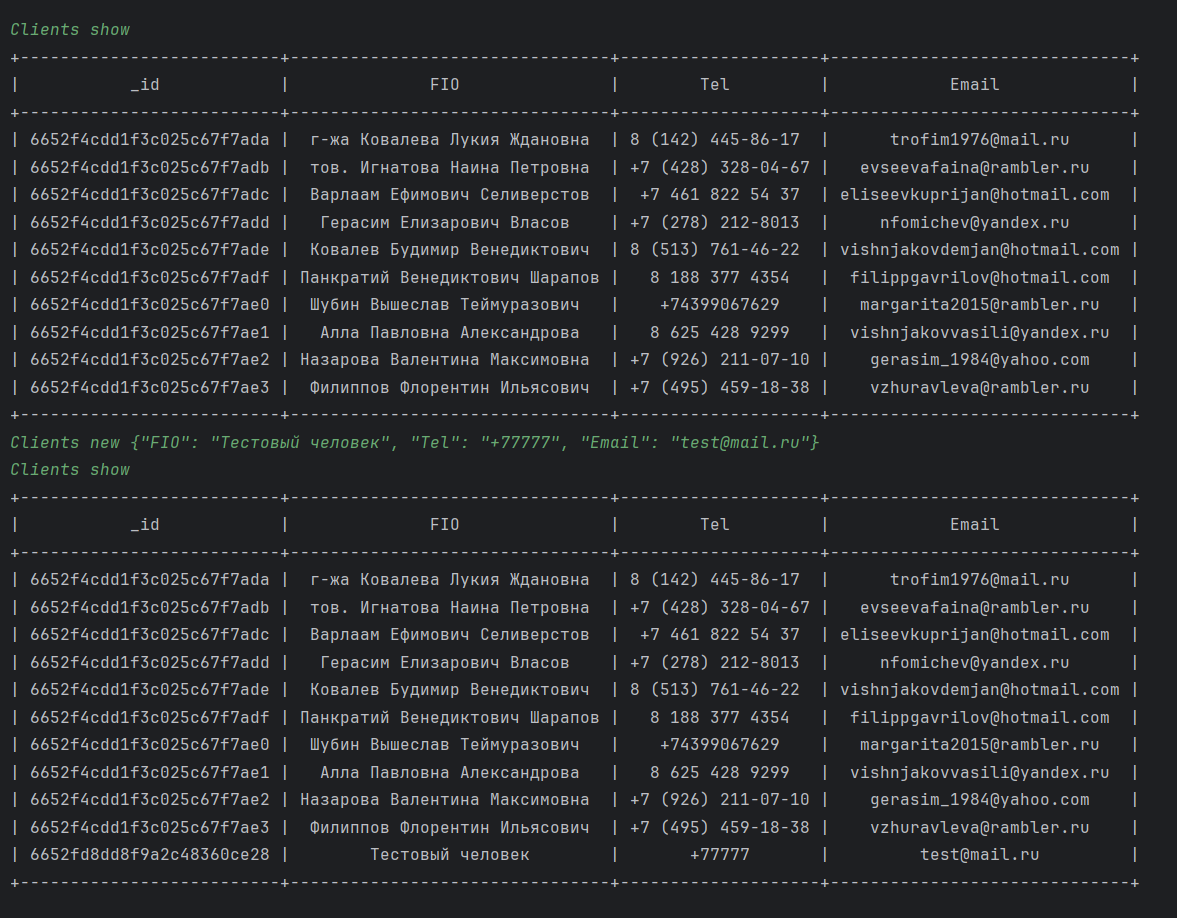 Clients show
+--------------------------+--------------------------------+--------------------+------------------------------+
|           _id            |              FIO               |        Tel         |            Email             |
+--------------------------+--------------------------------+--------------------+------------------------------+
| 6652f4cdd1f3c025c67f7ada |  г-жа Ковалева Лукия Ждановна  | 8 (142) 445-86-17  |      trofim1976@mail.ru      |
| 6652f4cdd1f3c025c67f7adb |  тов. Игнатова Наина Петровна  | +7 (428) 328-04-67 |   evseevafaina@rambler.ru    |
| 6652f4cdd1f3c025c67f7adc |  Варлаам Ефимович Селиверстов  |  +7 461 822 54 37  | eliseevkuprijan@hotmail.com  |
| 6652f4cdd1f3c025c67f7add |   Герасим Елизарович Власов    | +7 (278) 212-8013  |     nfomichev@yandex.ru      |
| 6652f4cdd1f3c025c67f7ade |  Ковалев Будимир Венедиктович  | 8 (513) 761-46-22  | vishnjakovdemjan@hotmail.com |
| 6652f4cdd1f3c025c67f7adf | Панкратий Венедиктович Шарапов |   8 188 377 4354   |  filippgavrilov@hotmail.com  |
| 6652f4cdd1f3c025c67f7ae0 |  Шубин Вышеслав Теймуразович   |    +74399067629    |   margarita2015@rambler.ru   |
| 6652f4cdd1f3c025c67f7ae1 |   Алла Павловна Александрова   |   8 625 428 9299   |  vishnjakovvasili@yandex.ru  |
| 6652f4cdd1f3c025c67f7ae2 | Назарова Валентина Максимовна  | +7 (926) 211-07-10 |    gerasim_1984@yahoo.com    |
| 6652f4cdd1f3c025c67f7ae3 |  Филиппов Флорентин Ильясович  | +7 (495) 459-18-38 |    vzhuravleva@rambler.ru    |
+--------------------------+--------------------------------+--------------------+------------------------------+
Clients new {"FIO": "Тестовый человек", "Tel": "+77777", "Email": "test@mail.ru"}
Clients show
+--------------------------+--------------------------------+--------------------+------------------------------+
|           _id            |              FIO               |        Tel         |            Email             |
+--------------------------+--------------------------------+--------------------+------------------------------+
| 6652f4cdd1f3c025c67f7ada |  г-жа Ковалева Лукия Ждановна  | 8 (142) 445-86-17  |      trofim1976@mail.ru      |
| 6652f4cdd1f3c025c67f7adb |  тов. Игнатова Наина Петровна  | +7 (428) 328-04-67 |   evseevafaina@rambler.ru    |
| 6652f4cdd1f3c025c67f7adc |  Варлаам Ефимович Селиверстов  |  +7 461 822 54 37  | eliseevkuprijan@hotmail.com  |
| 6652f4cdd1f3c025c67f7add |   Герасим Елизарович Власов    | +7 (278) 212-8013  |     nfomichev@yandex.ru      |
| 6652f4cdd1f3c025c67f7ade |  Ковалев Будимир Венедиктович  | 8 (513) 761-46-22  | vishnjakovdemjan@hotmail.com |
| 6652f4cdd1f3c025c67f7adf | Панкратий Венедиктович Шарапов |   8 188 377 4354   |  filippgavrilov@hotmail.com  |
| 6652f4cdd1f3c025c67f7ae0 |  Шубин Вышеслав Теймуразович   |    +74399067629    |   margarita2015@rambler.ru   |
| 6652f4cdd1f3c025c67f7ae1 |   Алла Павловна Александрова   |   8 625 428 9299   |  vishnjakovvasili@yandex.ru  |
| 6652f4cdd1f3c025c67f7ae2 | Назарова Валентина Максимовна  | +7 (926) 211-07-10 |    gerasim_1984@yahoo.com    |
| 6652f4cdd1f3c025c67f7ae3 |  Филиппов Флорентин Ильясович  | +7 (495) 459-18-38 |    vzhuravleva@rambler.ru    |
| 6652fd8dd8f9a2c48360ce28 |        Тестовый человек        |       +77777       |         test@mail.ru         |
+--------------------------+--------------------------------+--------------------+------------------------------+